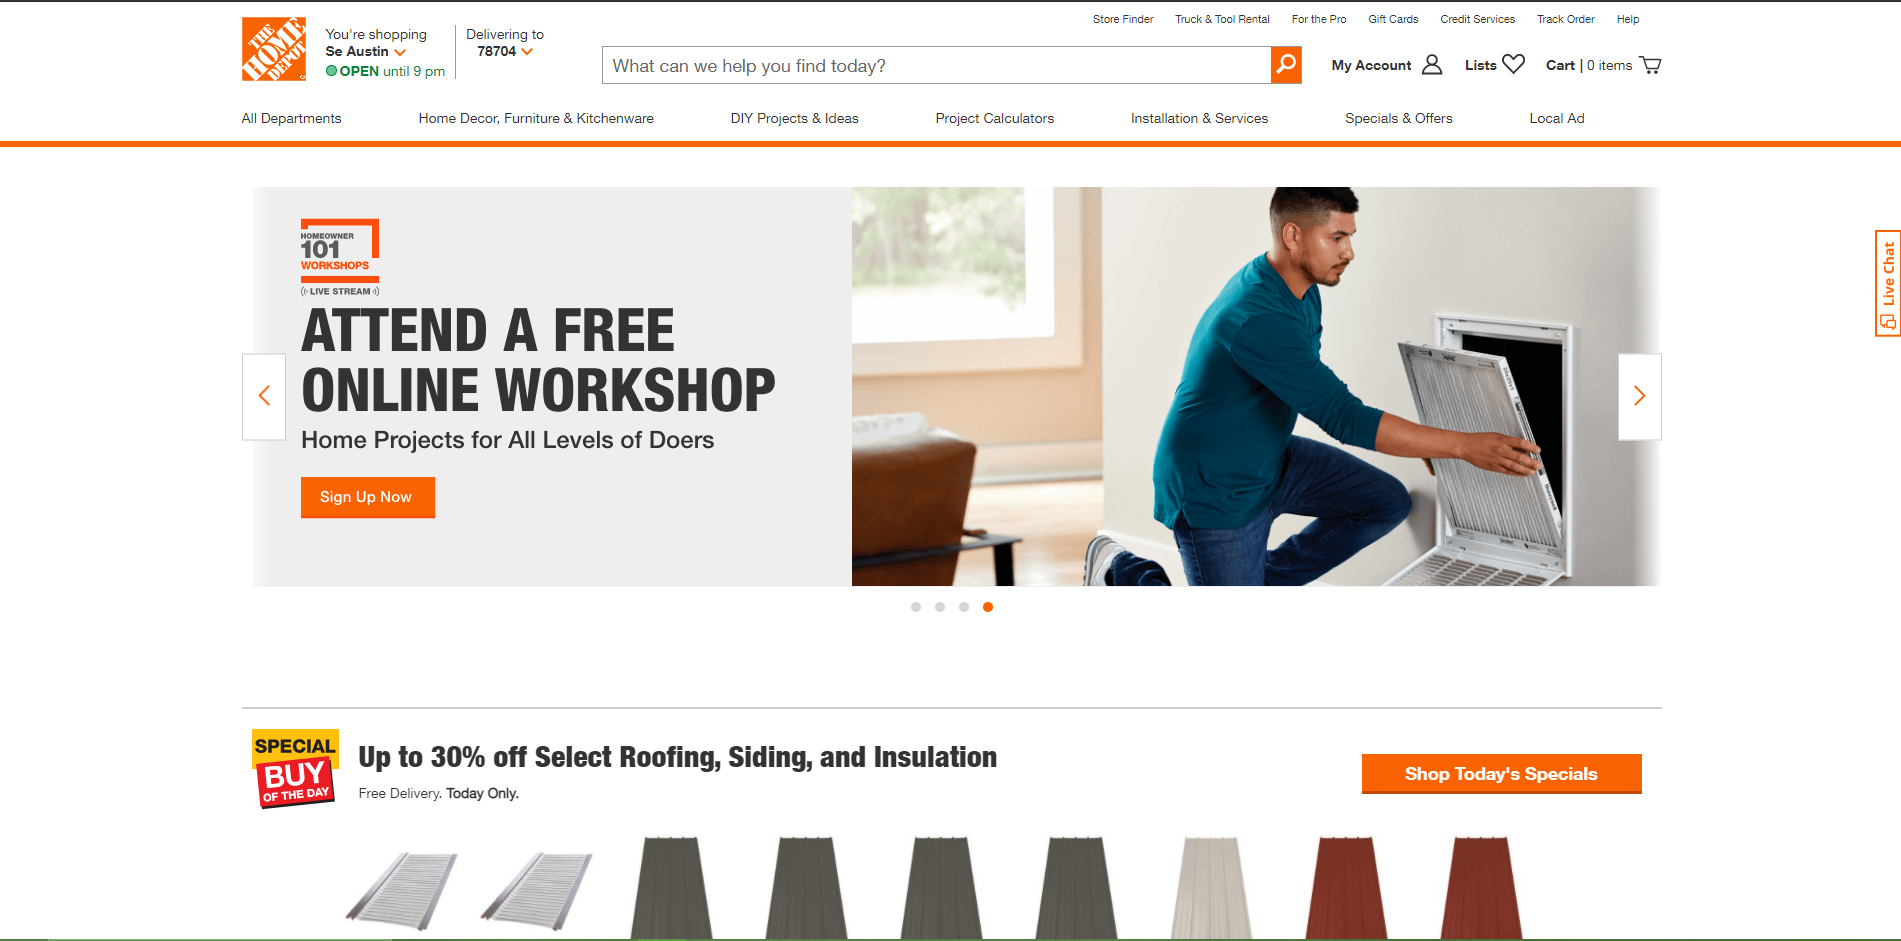 THE HOME DEPOT
You're shopping
Se Austin
OPEN until 9 pm
Delivering to
78704
Store Finder
Truck & Tool Rental
For the Pro
Gift Cards
Credit Services
Track Order
Help
What can we help you find today?
My Account
Lists
Cart | 0 items
All Departments
Home Decor, Furniture & Kitchenware
DIY Projects & Ideas
Project Calculators
Installation & Services
Specials & Offers
Local Ad
HOMEOWNER
101
WORKSHOPS
LIVE STREAM
ATTEND A FREE
ONLINE WORKSHOP
Home Projects for All Levels of Doers
Sign Up Now
Honeywell
Live Chat
SPECIAL
BUY
OF THE DAY
Up to 30% off Select Roofing, Siding, and Insulation
Free Delivery. Today Only.
Shop Today's Specials